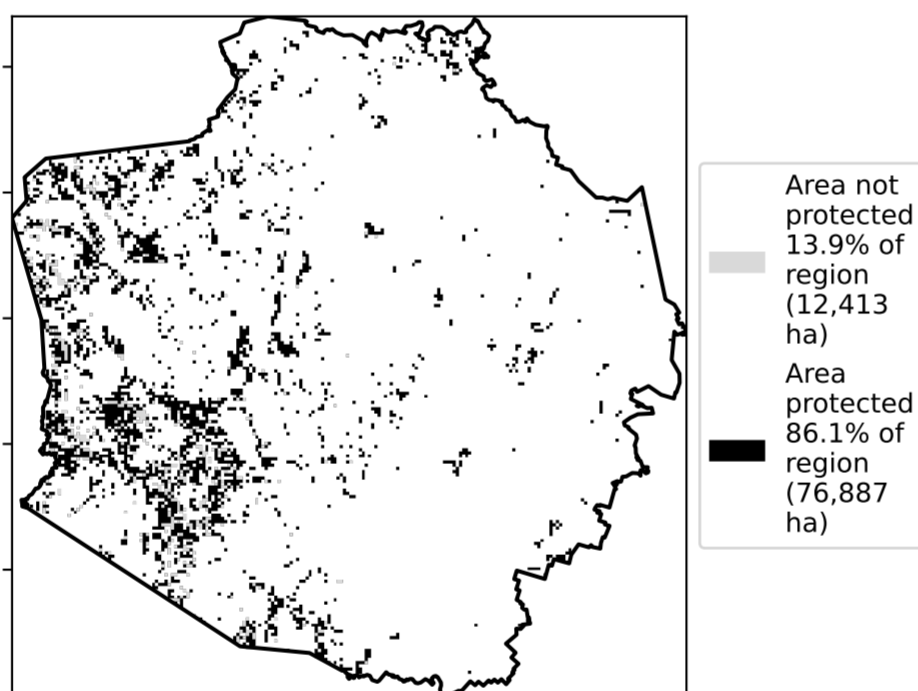 Area not
protected
13.9% of
region
(12,413
ha)
Area
protected
86.1% of
region
(76,887
ha)